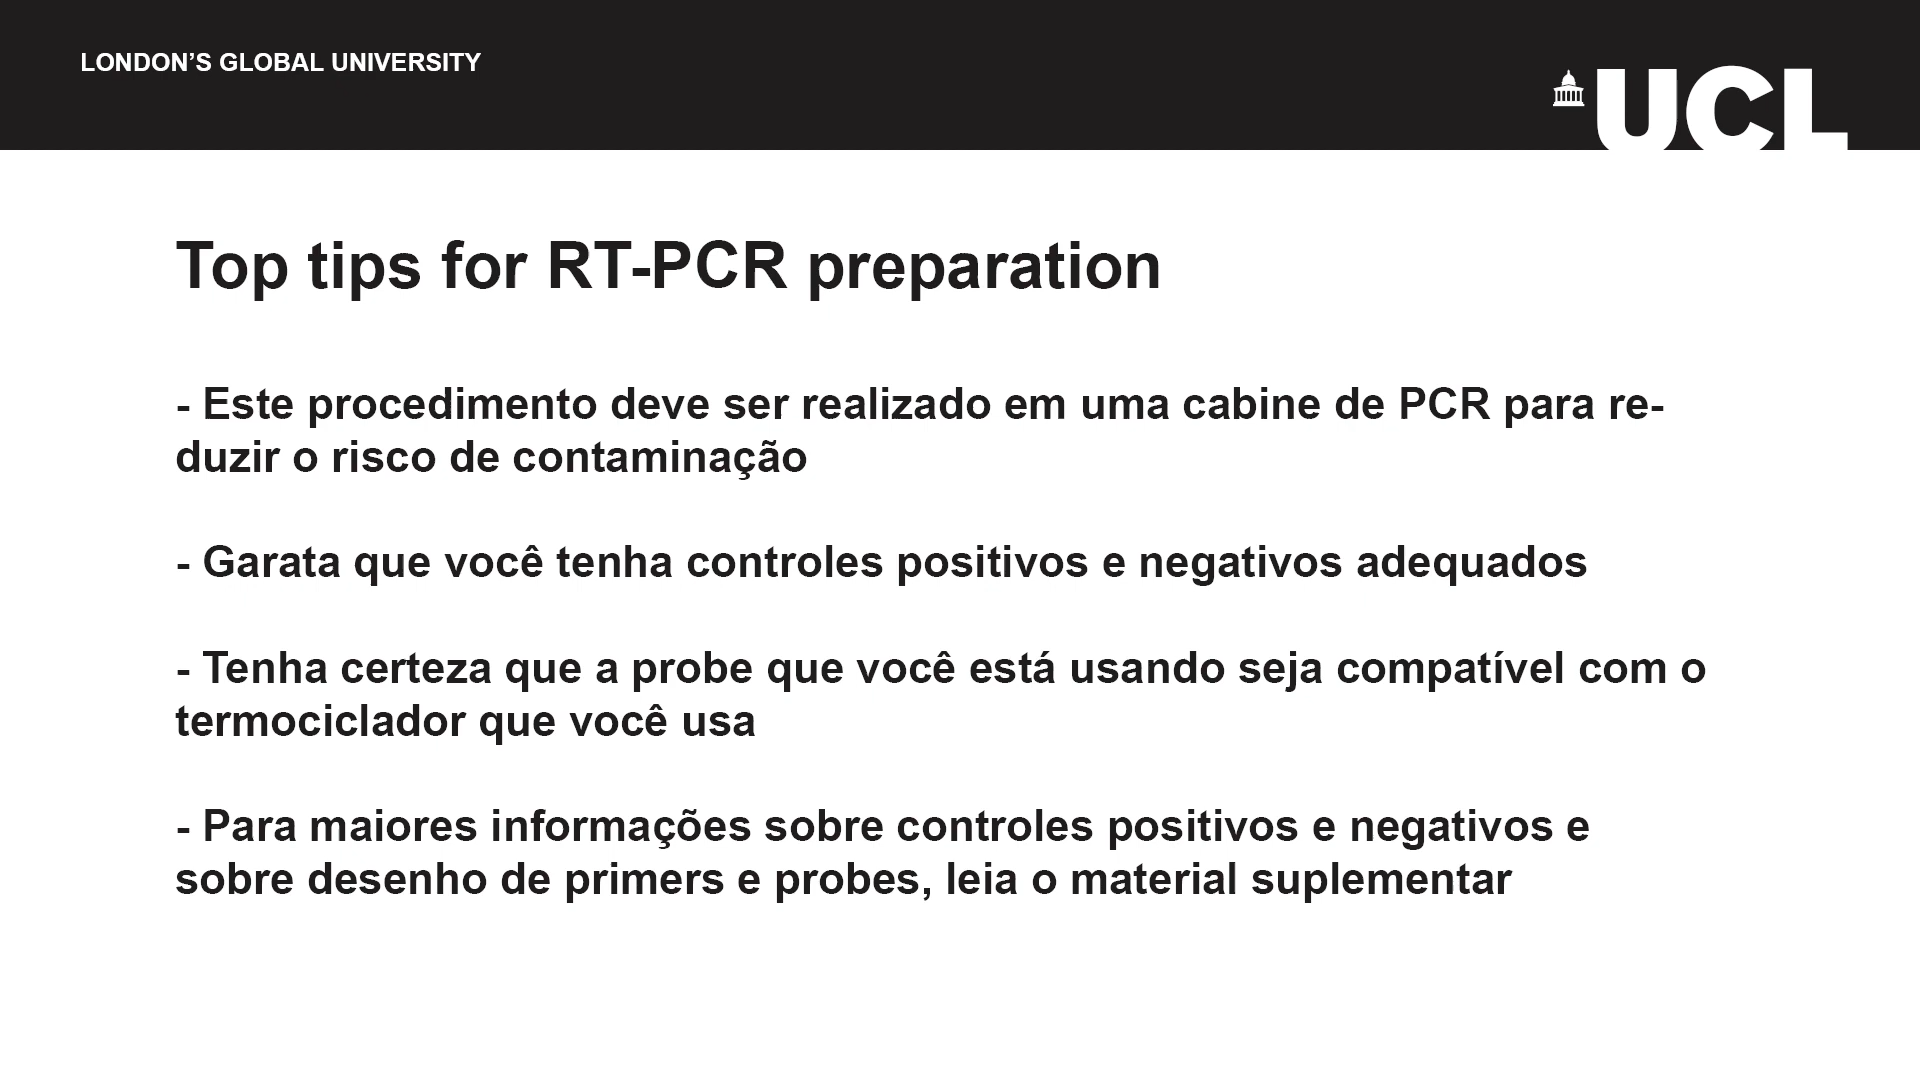 LONDON’S GLOBAL UNIVERSITY
UCL
Top tips for RT-PCR preparation
- Este procedimento deve ser realizado em uma cabine de PCR para re-
duzir o risco de contaminação
- Garata que você tenha controles positivos e negativos adequados
- Tenha certeza que a probe que você está usando seja compatível com o
termociclador que você usa
- Para maiores informações sobre controles positivos e negativos e
sobre desenho de primers e probes, leia o material suplementar